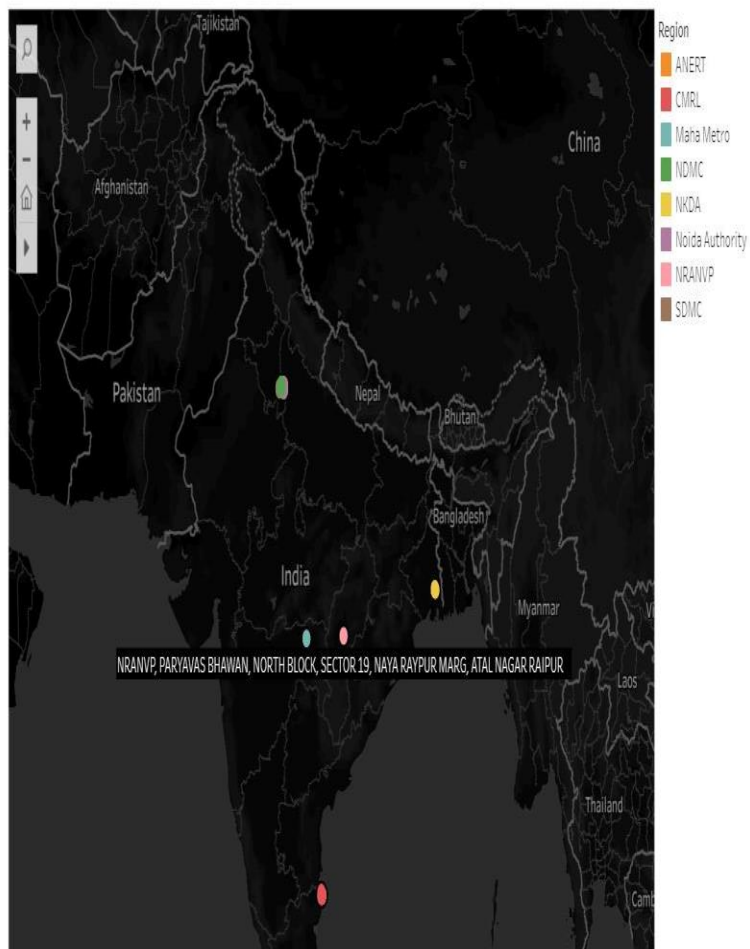 Tajikistan
Region
ANERT
CMRL
Maha Metro
NDMC
NKDA
Noida Authority
NRANVP
SDMC
China
Afghanistan
Pakistan
Nepal
Bhutan
Bangladesh
India
Myanmar
Vi
NRANVP, PARYAVAS BHAWAN, NORTH BLOCK, SECTOR 19, NAYA RAYPUR MARG, ATAL NAGAR RAIPUR
Laos
Thailand
Camb